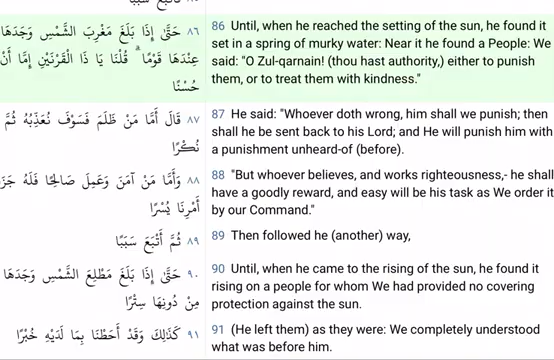 ٨٦ حَتَّىٰ إِذَا بَلَغَ مَغْرِبَ الشَّمْسِ وَجَدَهَا
عِنْدَهَا قَوْمًا ۗ قُلْنَا يَا ذَا الْقَرْنَيْنِ إِمَّا أَنْ
حُسْنًا
86 Until, when he reached the setting of the sun, he found it
set in a spring of murky water: Near it he found a People: We
said: "O Zul-qarnain! (thou hast authority,) either to punish
them, or to treat them with kindness."
٨٧ قَالَ أَمَّا مَنْ ظَلَمَ فَسَوْفَ نُعَذِّبُهُ ثُمَّ
نُكْرًا
87 He said: "Whoever doth wrong, him shall we punish; then
shall he be sent back to his Lord; and He will punish him with
a punishment unheard-of (before).
٨٨ وَأَمَّا مَنْ آمَنَ وَعَمِلَ صَالِحًا فَلَهُ
أَمْرِنَا يُسْرًا
88 "But whoever believes, and works righteousness,- he shall
have a goodly reward, and easy will be his task as We order it
by our Command."
٨٩ ثُمَّ أَتْبَعَ سَبَبًا
89 Then followed he (another) way,
٩٠ حَتَّىٰ إِذَا بَلَغَ مَطْلِعَ الشَّمْسِ وَجَدَهَا
مِنْ دُونِهَا سِتْرًا
90 Until, when he came to the rising of the sun, he found it
rising on a people for whom We had provided no covering
protection against the sun.
٩١ كَذَٰلِكَ وَقَدْ أَحَطْنَا بِمَا لَدَيْهِ خُبْرًا
91 (He left them) as they were: We completely understood
what was before him.